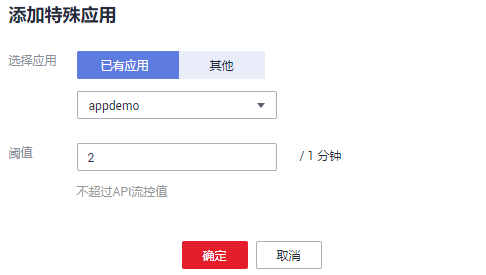 添加特殊应用
选择应用 已有应用 其他
appdemo
阈值 2 / 1 分钟
不超过API流控值
确定 取消